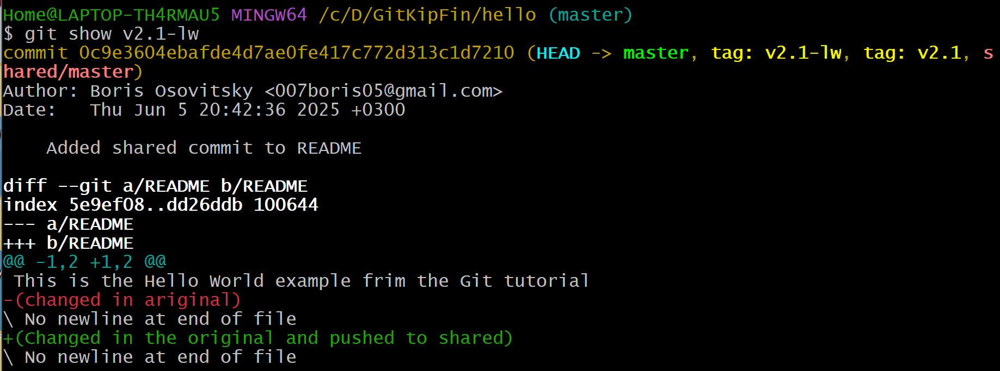 Home@LAPTOP-TH4RMAU5 MINGW64 /c/D/GitKipFin/hello (master)
$ git show v2.1-lw
commit 0c9e3604ebafde4d7ae0fe417c772d313c1d7210 (HEAD -> master, tag: v2.1-lw, tag: v2.1, s
hared/master)
Author: Boris Osovitsky <007boris05@gmail.com>
Date:   Thu Jun 5 20:42:36 2025 +0300

    Added shared commit to README

diff --git a/README b/README
index 5e9ef08..dd26ddb 100644
--- a/README
+++ b/README
@@ -1,2 +1,2 @@
 This is the Hello World example frim the Git tutorial
-(changed in ariginal)
\ No newline at end of file
+(Changed in the original and pushed to shared)
\ No newline at end of file